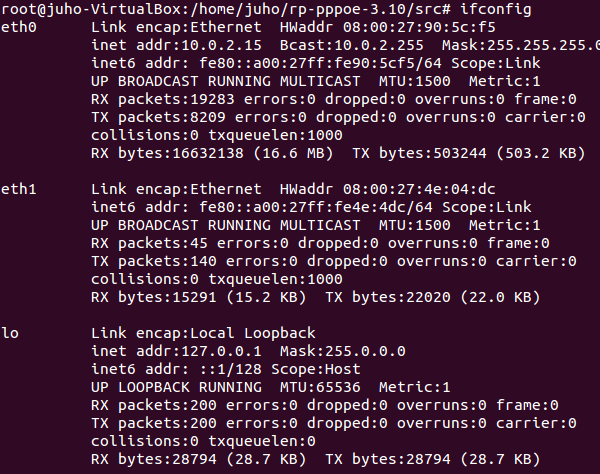 root@juho-VirtualBox:/home/juho/rp-pppoe-3.10/src# ifconfig
eth0 Link encap:Ethernet HWaddr 08:00:27:90:5c:f5
inet addr:10.0.2.15 Bcast:10.0.2.255 Mask:255.255.255.0
inet6 addr: fe80::a00:27ff:fe90:5cf5/64 Scope:Link
UP BROADCAST RUNNING MULTICAST MTU:1500 Metric:1
RX packets:19283 errors:0 dropped:0 overruns:0 frame:0
TX packets:8209 errors:0 dropped:0 overruns:0 carrier:0
collisions:0 txqueuelen:1000
RX bytes:16632138 (16.6 MB) TX bytes:503244 (503.2 KB)
eth1 Link encap:Ethernet HWaddr 08:00:27:4e:04:dc
inet6 addr: fe80::a00:27ff:fe4e:4dc/64 Scope:Link
UP BROADCAST RUNNING MULTICAST MTU:1500 Metric:1
RX packets:45 errors:0 dropped:0 overruns:0 frame:0
TX packets:140 errors:0 dropped:0 overruns:0 carrier:0
collisions:0 txqueuelen:1000
RX bytes:15291 (15.2 KB) TX bytes:22020 (22.0 KB)
lo Link encap:Local Loopback
inet addr:127.0.0.1 Mask:255.0.0.0
inet6 addr: ::1/128 Scope:Host
UP LOOPBACK RUNNING MTU:65536 Metric:1
RX packets:200 errors:0 dropped:0 overruns:0 frame:0
TX packets:200 errors:0 dropped:0 overruns:0 carrier:0
collisions:0 txqueuelen:0
RX bytes:28794 (28.7 KB) TX bytes:28794 (28.7 KB)